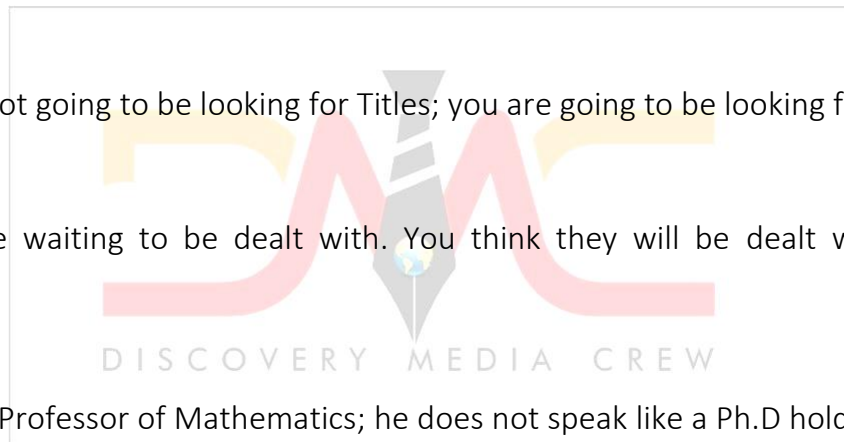 ot going to be looking for Titles; you are going to be looking f
e waiting to be dealt with. You think they will be dealt w
DISCOVERY MEDIA CREW
Professor of Mathematics; he does not speak like a Ph.D hold